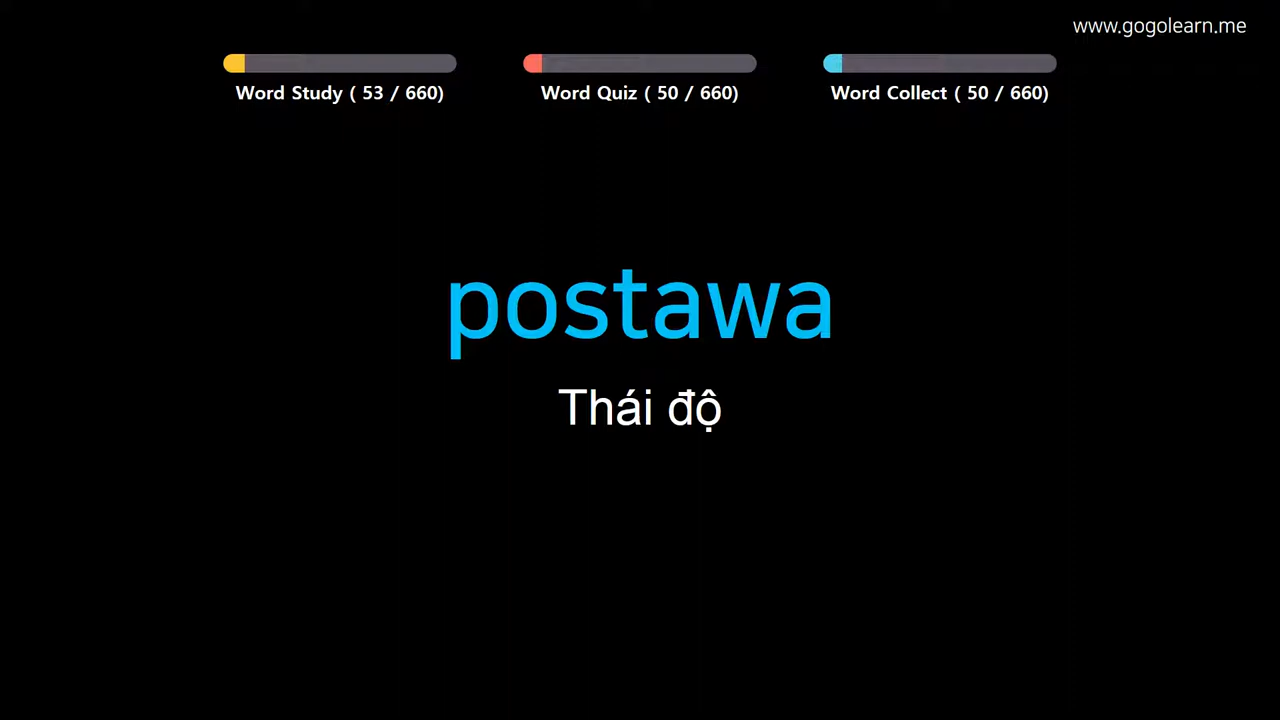 www.gogolearn.me
Word Study ( 53 / 660)
Word Quiz ( 50 / 660)
Word Collect ( 50 / 660)
postawa
Thái độ